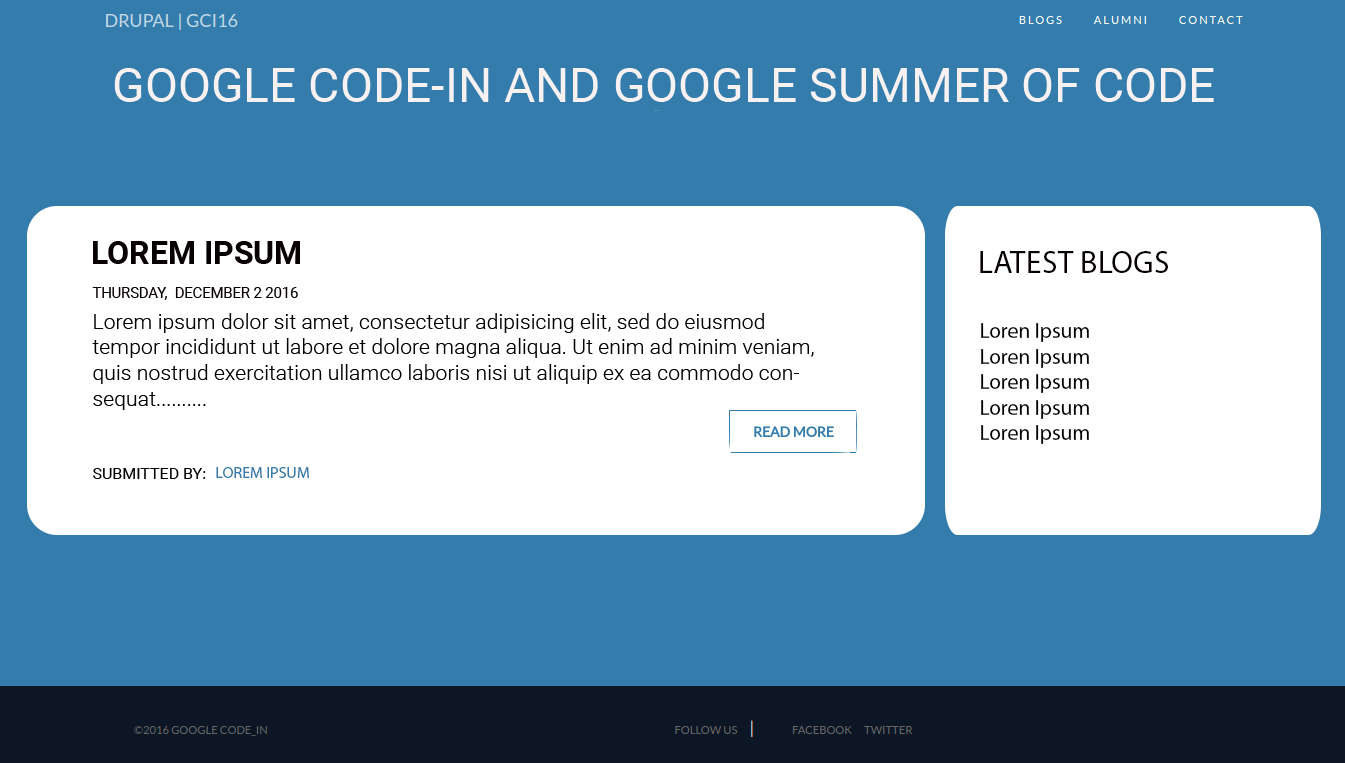 DRUPAL | GCI16
BLOGS ALUMNI CONTACT
GOOGLE CODE-IN AND GOOGLE SUMMER OF CODE
LOREM IPSUM
THURSDAY, DECEMBER 2 2016
Lorem ipsum dolor sit amet, consectetur adipisicing elit, sed do eiusmod
tempor incididunt ut labore et dolore magna aliqua. Ut enim ad minim veniam,
quis nostrud exercitation ullamco laboris nisi ut aliquip ex ea commodo con-
sequat..........
READ MORE
SUBMITTED BY: LOREM IPSUM
LATEST BLOGS
Loren Ipsum
Loren Ipsum
Loren Ipsum
Loren Ipsum
Loren Ipsum
©2016 GOOGLE CODE_IN
FOLLOW US | FACEBOOK TWITTER